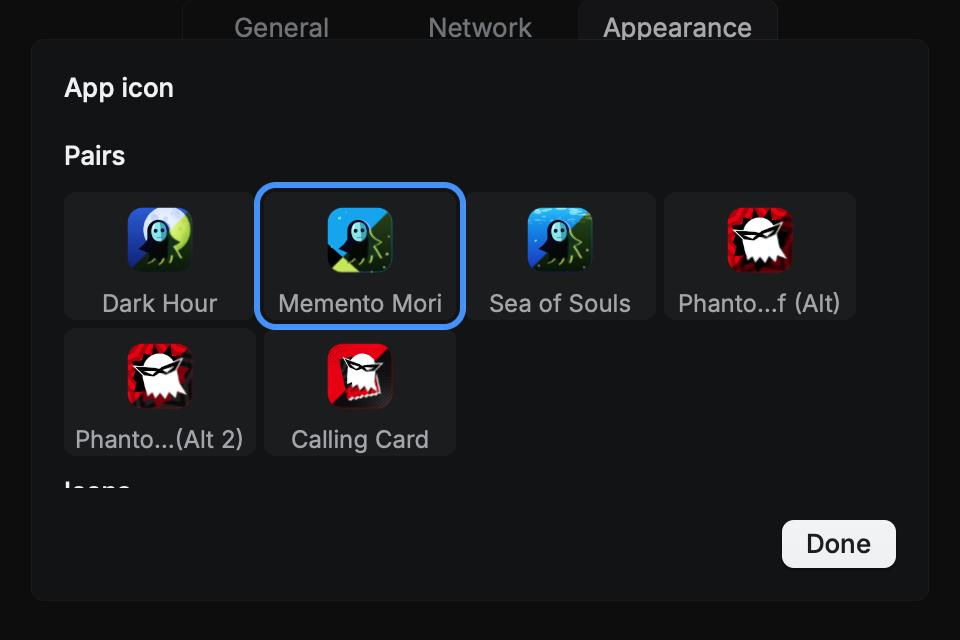 General Network Appearance
App icon
Pairs
Dark Hour Memento Mori Sea of Souls Phanto...f (Alt)
Phanto...(Alt 2) Calling Card
Icons
Done